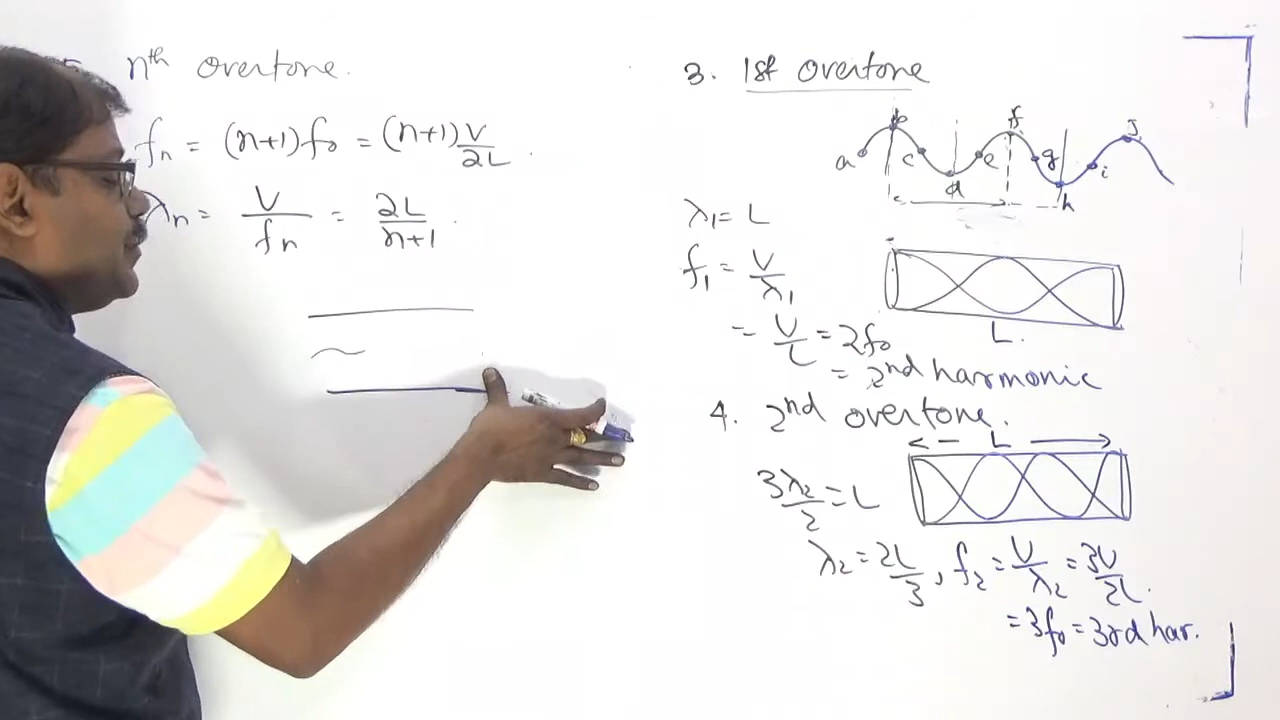 nth overtone.
fn = (n+1)f₀ = (n+1) V/2L .
λn = V/fn = 2L/n+1 .
3. 1st overtone
a b c d e f g h i J
λ₁ = L
f₁ = V/λ₁
L.
= V/L = 2f₀
= 2nd harmonic
4. 2nd overtone.
L
3λ₂/2 = L
λ₂ = 2L/3 , f₂ = V/λ₂ = 3V/2L .
= 3f₀ = 3rd har.